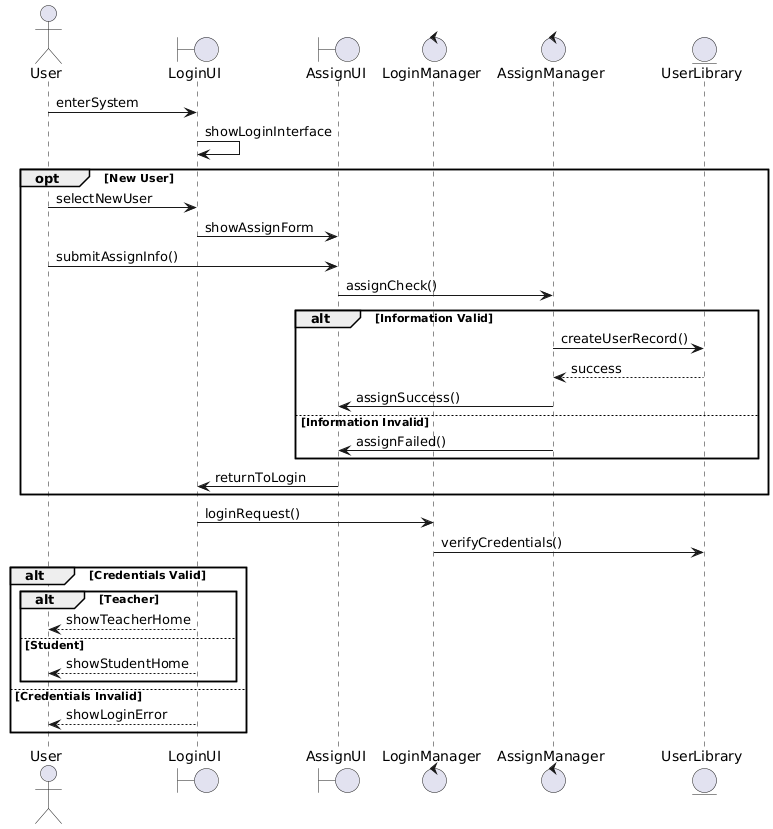 User LoginUI AssignUI LoginManager AssignManager UserLibrary
enterSystem
showLoginInterface
opt [New User]
selectNewUser
showAssignForm
submitAssignInfo()
assignCheck()
alt [Information Valid]
createUserRecord()
success
assignSuccess()
[Information Invalid]
assignFailed()
returnToLogin
loginRequest()
verifyCredentials()
alt [Credentials Valid]
alt [Teacher]
showTeacherHome
[Student]
showStudentHome
[Credentials Invalid]
showLoginError
User LoginUI AssignUI LoginManager AssignManager UserLibrary